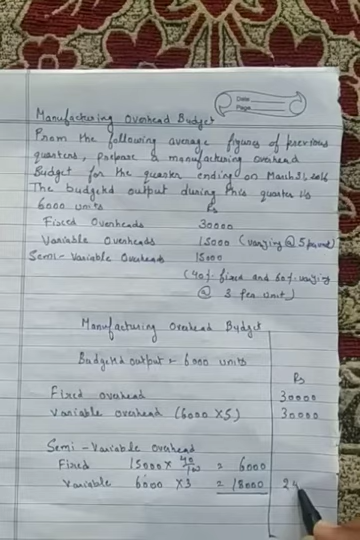 Date
Page
Manufacturing Overhead Budget
From the following average figures of previous
quarters, prepare a manufacturing overhead
Budget for the quarter ending on March 31, 2016
The budgeted output during this quarter is
6000 units Rs
Fixed Overheads 30000
Variable Overheads 15000 (varying @ 5 per unit)
Semi-Variable Overheads 15000
(40% fixed and 60% varying
@ 3 Per unit)
Manufacturing Overhead Budget
Budgeted output = 6000 units
Rs
Fixed overhead 30000
Variable overhead (6000 × 5) 30000
Semi-Variable overhead
Fixed 15000 × 40/100 = 6000
Variable 6000 × 3 = 18000 24